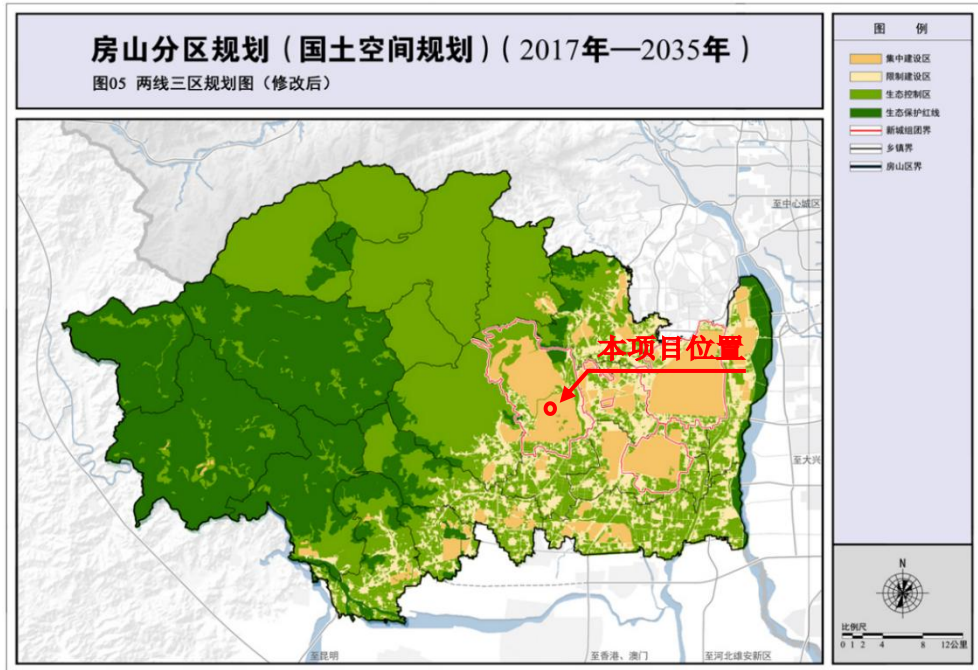 房山分区规划（国土空间规划）（2017年—2035年）
图05 两线三区规划图（修改后）
图 例
集中建设区
限制建设区
生态控制区
生态保护红线
新城组团界
乡镇界
房山区界
至中心城区
本项目位置
至大兴
至昆明
至香港、澳门
至河北雄安新区
N
比例尺
0 1 2 4 8 12公里